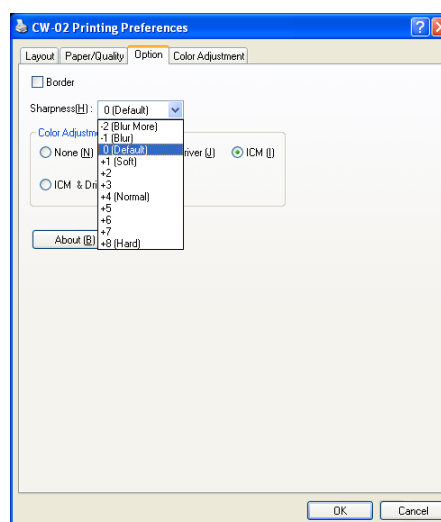 CW-02 Printing Preferences
Layout Paper/Quality Option Color Adjustment
Border
Sharpness(H) : 0 (Default)
-2 (Blur More)
Color Adjustme -1 (Blur)
0 (Default)
None (N) river (J) ICM (I)
+1 (Soft)
+2
ICM & Dri +3
+4 (Normal)
+5
+6
About (B) +7
+8 (Hard)
OK Cancel